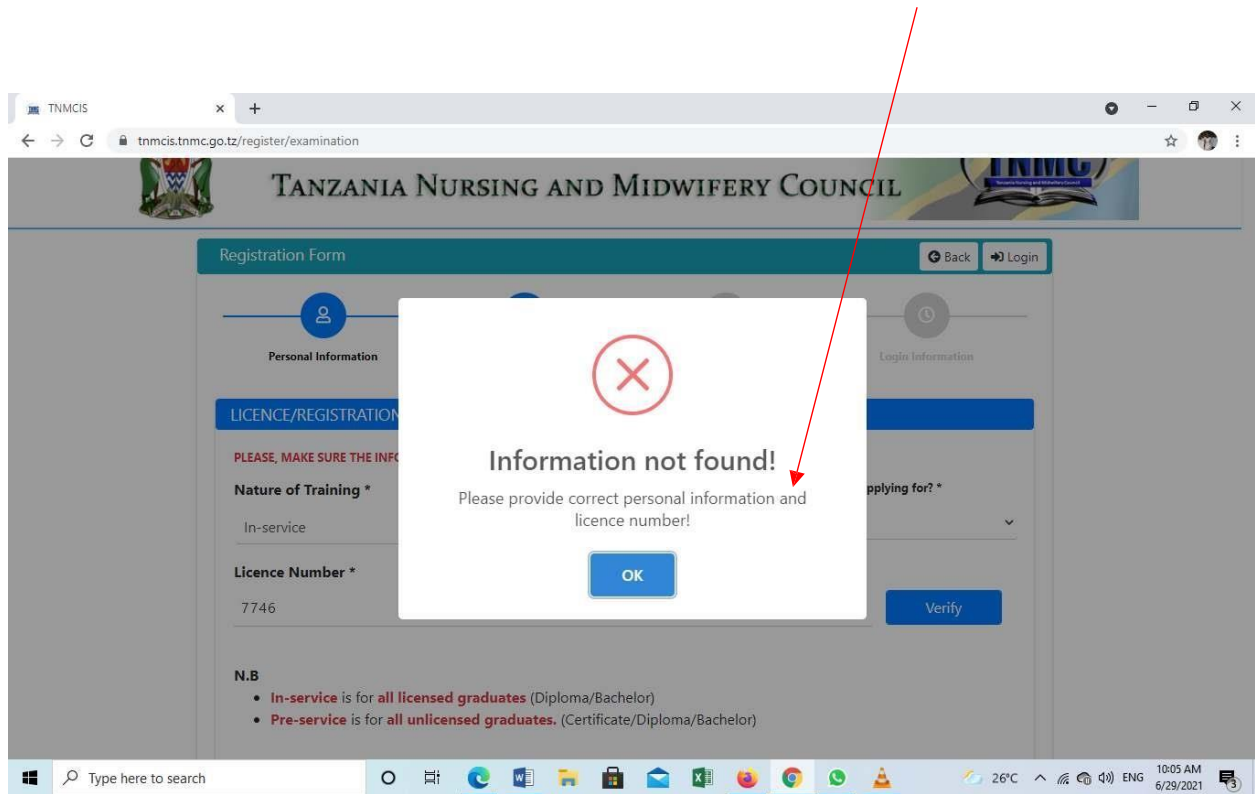 TNMCIS
tnmcis.tnmc.go.tz/register/examination
TANZANIA NURSING AND MIDWIFERY COUNCIL
TNMC
Registration Form
Back
Login
Personal Information
Login Information
LICENCE/REGISTRATION
PLEASE, MAKE SURE THE
Nature of Training *
pplying for? *
In-service
Licence Number *
7746
Verify
Information not found!
Please provide correct personal information and
licence number!
OK
N.B
In-service is for all licensed graduates (Diploma/Bachelor)
Pre-service is for all unlicensed graduates. (Certificate/Diploma/Bachelor)
Type here to search
26°C
ENG
10:05 AM
6/29/2021
3